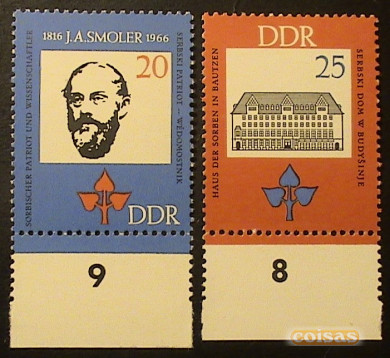 1816 J.A. SMOLER 1966
SORBISCHER PATRIOT UND WISSENSCHAFTLER
20
SERBSKI PATRIOT – WĚDOMOSTNIK
DDR
9
DDR
HAUS DER SORBEN IN BAUTZEN
25
SERBSKI DOM W BUDYŠINJE
8
coisas